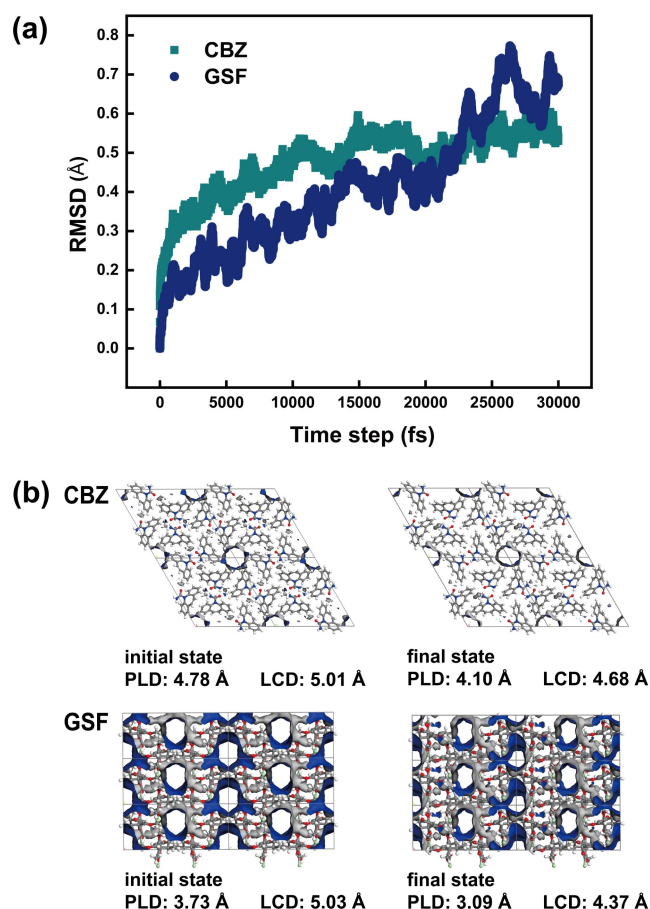 (a)
0.8
0.7
0.6
0.5
0.4
0.3
0.2
0.1
0.0
RMSD (Å)
CBZ
GSF
0 5000 10000 15000 20000 25000 30000
Time step (fs)
(b) CBZ
initial state
PLD: 4.78 Å LCD: 5.01 Å
final state
PLD: 4.10 Å LCD: 4.68 Å
GSF
initial state
PLD: 3.73 Å LCD: 5.03 Å
final state
PLD: 3.09 Å LCD: 4.37 Å